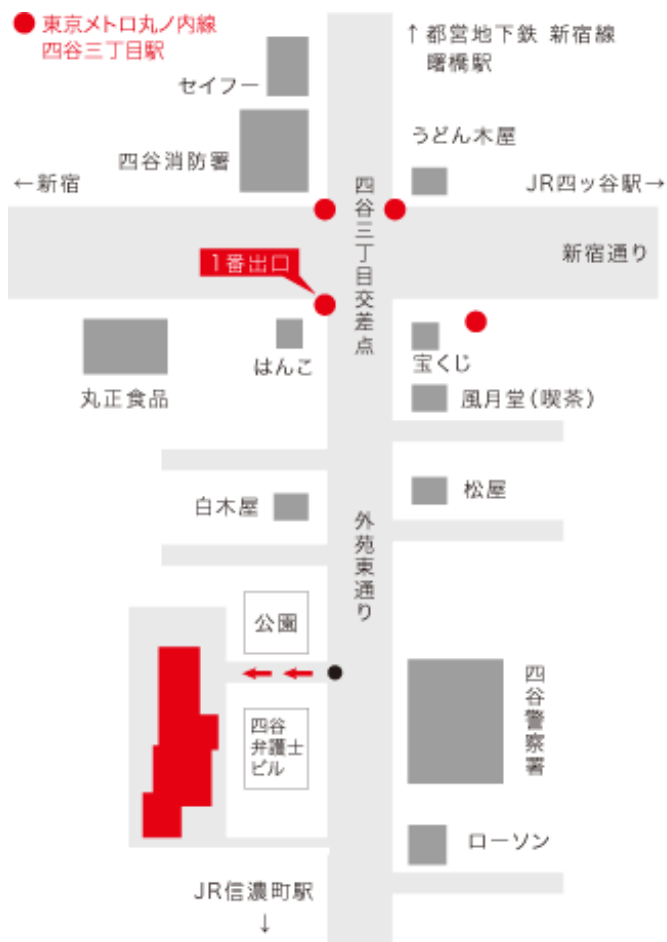 東京メトロ丸ノ内線
四谷三丁目駅
↑都営地下鉄 新宿線
曙橋駅
セイフー
四谷消防署
うどん木屋
←新宿
JR四ッ谷駅→
四谷三丁目交差点
新宿通り
1番出口
はんこ
宝くじ
丸正食品
風月堂(喫茶)
白木屋
松屋
外苑東通り
公園
四谷
弁護士
ビル
四谷警察署
ローソン
JR信濃町駅
↓